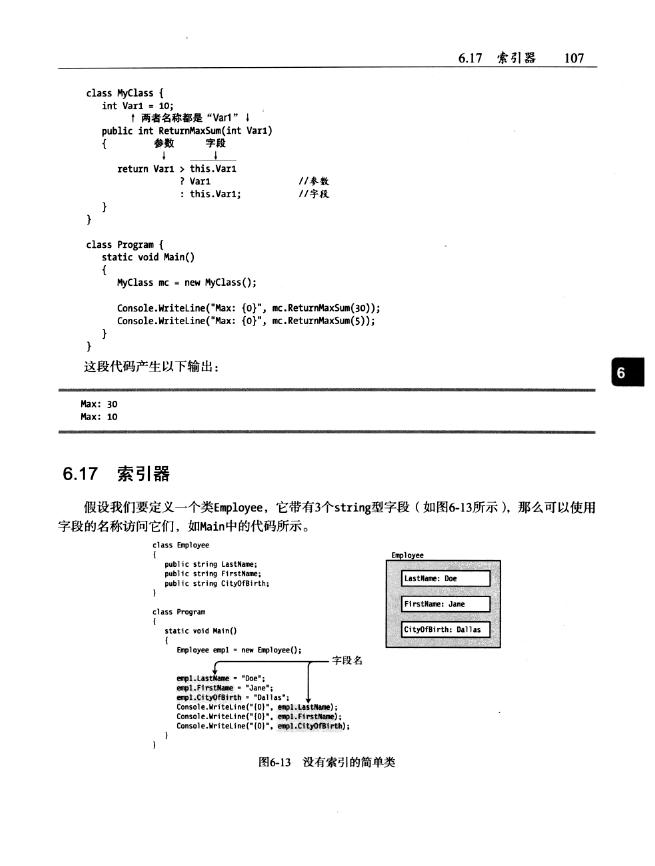 6.17 索引器 107
class MyClass {
int Var1 = 10;
↑ 两者名称都是“Var1” ↓
public int ReturnMaxSum(int Var1)
{ 参数 字段
↓ ↓
return Var1 > this.Var1
? Var1 //参数
: this.Var1; //字段
}
}
class Program {
static void Main()
{
MyClass mc = new MyClass();
Console.WriteLine("Max: {0}", mc.ReturnMaxSum(30));
Console.WriteLine("Max: {0}", mc.ReturnMaxSum(5));
}
}
这段代码产生以下输出：
6
Max: 30
Max: 10
6.17 索引器
假设我们要定义一个类Employee，它带有3个string型字段（如图6-13所示），那么可以使用
字段的名称访问它们，如Main中的代码所示。
class Employee
{
public string LastName;
public string FirstName;
public string CityOfBirth;
}
class Program
{
static void Main()
{
Employee emp1 = new Employee();
字段名
emp1.LastName = "Doe";
emp1.FirstName = "Jane";
emp1.CityOfBirth = "Dallas";
Console.WriteLine("{0}", emp1.LastName);
Console.WriteLine("{0}", emp1.FirstName);
Console.WriteLine("{0}", emp1.CityOfBirth);
}
}
Employee
LastName: Doe
FirstName: Jane
CityOfBirth: Dallas
图6-13 没有索引的简单类